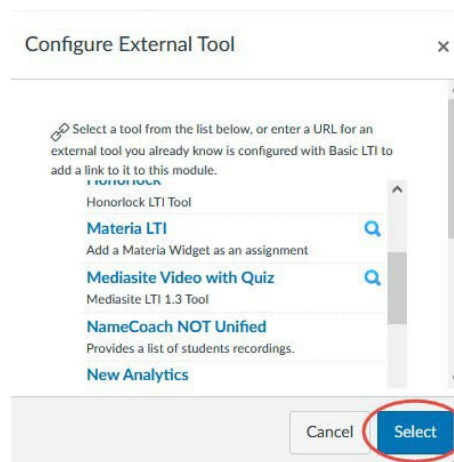 Configure External Tool
×
Select a tool from the list below, or enter a URL for an
external tool you already know is configured with Basic LTI to
add a link to it to this module.
Honorlock
Honorlock LTI Tool
Materia LTI
Add a Materia Widget as an assignment
Mediasite Video with Quiz
Mediasite LTI 1.3 Tool
NameCoach NOT Unified
Provides a list of students recordings.
New Analytics
Cancel Select